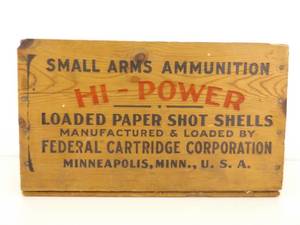 SMALL ARMS AMMUNITION
HI-POWER
LOADED PAPER SHOT SHELLS
MANUFACTURED & LOADED BY
FEDERAL CARTRIDGE CORPORATION
MINNEAPOLIS, MINN., U. S. A.